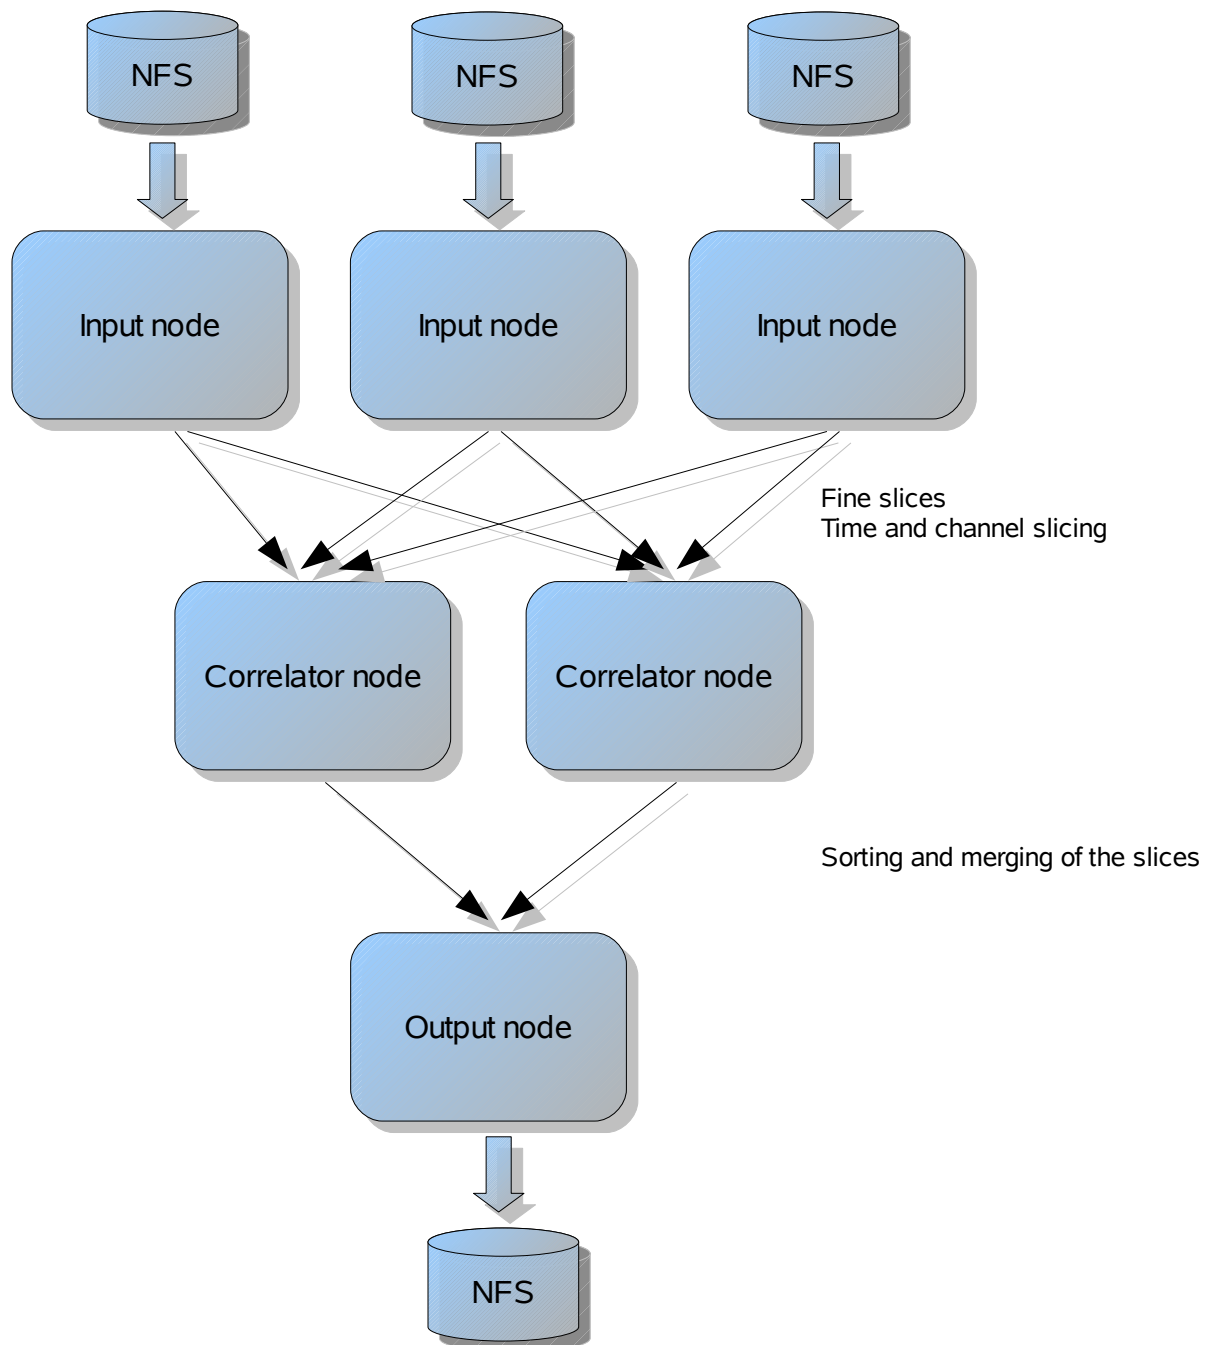 NFS
NFS
NFS
Input node
Input node
Input node
Fine slices
Time and channel slicing
Correlator node
Correlator node
Sorting and merging of the slices
Output node
NFS